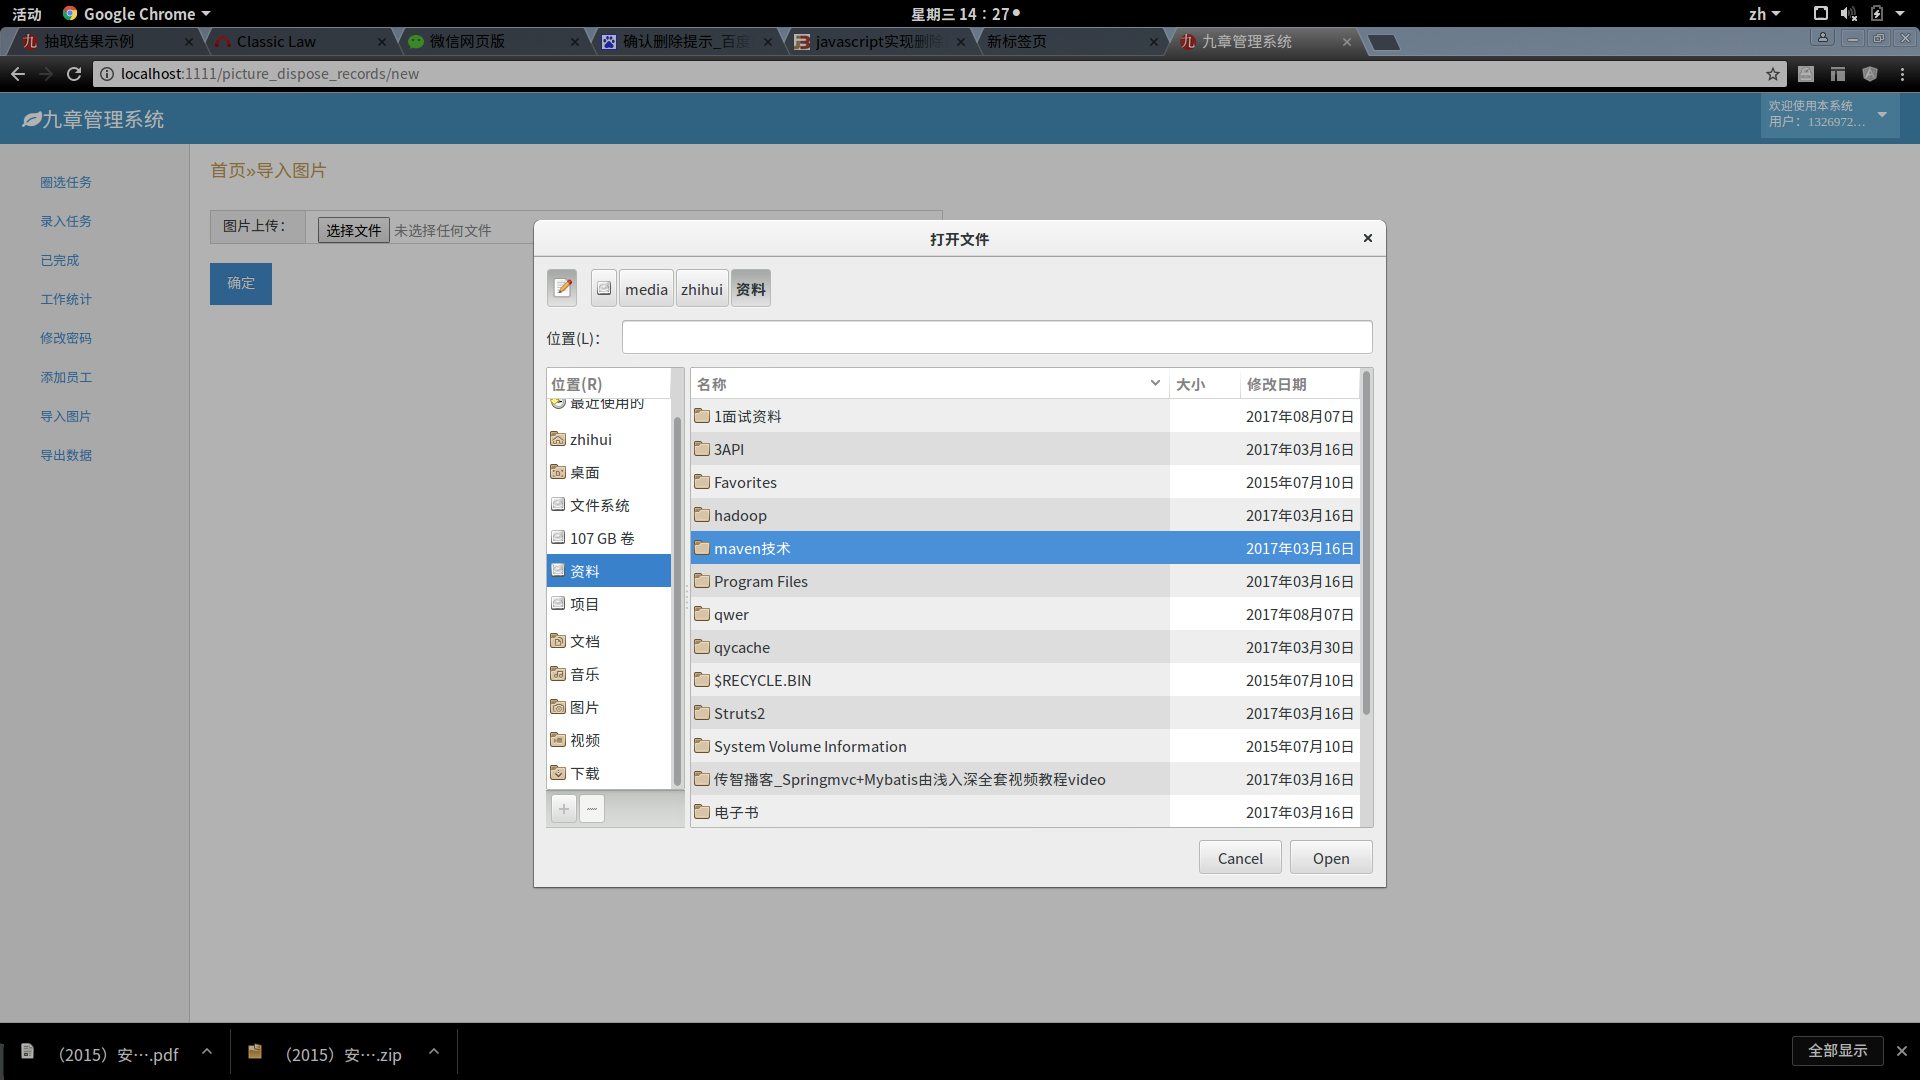 活动 Google Chrome 星期三 14：27 zh
抽取结果示例 Classic Law 微信网页版 确认删除提示_百度 javascript实现删除 新标签页 九章管理系统
localhost:1111/picture_dispose_records/new
九章管理系统
欢迎使用本系统
用户：1326972...
圈选任务
录入任务
已完成
工作统计
修改密码
添加员工
导入图片
导出数据
首页»导入图片
图片上传： 选择文件 未选择任何文件
确定
打开文件
media zhihui 资料
位置(L)：
位置(R)
最近使用的
zhihui
桌面
文件系统
107 GB 卷
资料
项目
文档
音乐
图片
视频
下载
名称 大小 修改日期
1面试资料 2017年08月07日
3API 2017年03月16日
Favorites 2015年07月10日
hadoop 2017年03月16日
maven技术 2017年03月16日
Program Files 2017年03月16日
qwer 2017年08月07日
qycache 2017年03月30日
$RECYCLE.BIN 2015年07月10日
Struts2 2017年03月16日
System Volume Information 2015年07月10日
传智播客_Springmvc+Mybatis由浅入深全套视频教程video 2017年03月16日
电子书 2017年03月16日
Cancel Open
（2015）安….pdf （2015）安….zip 全部显示